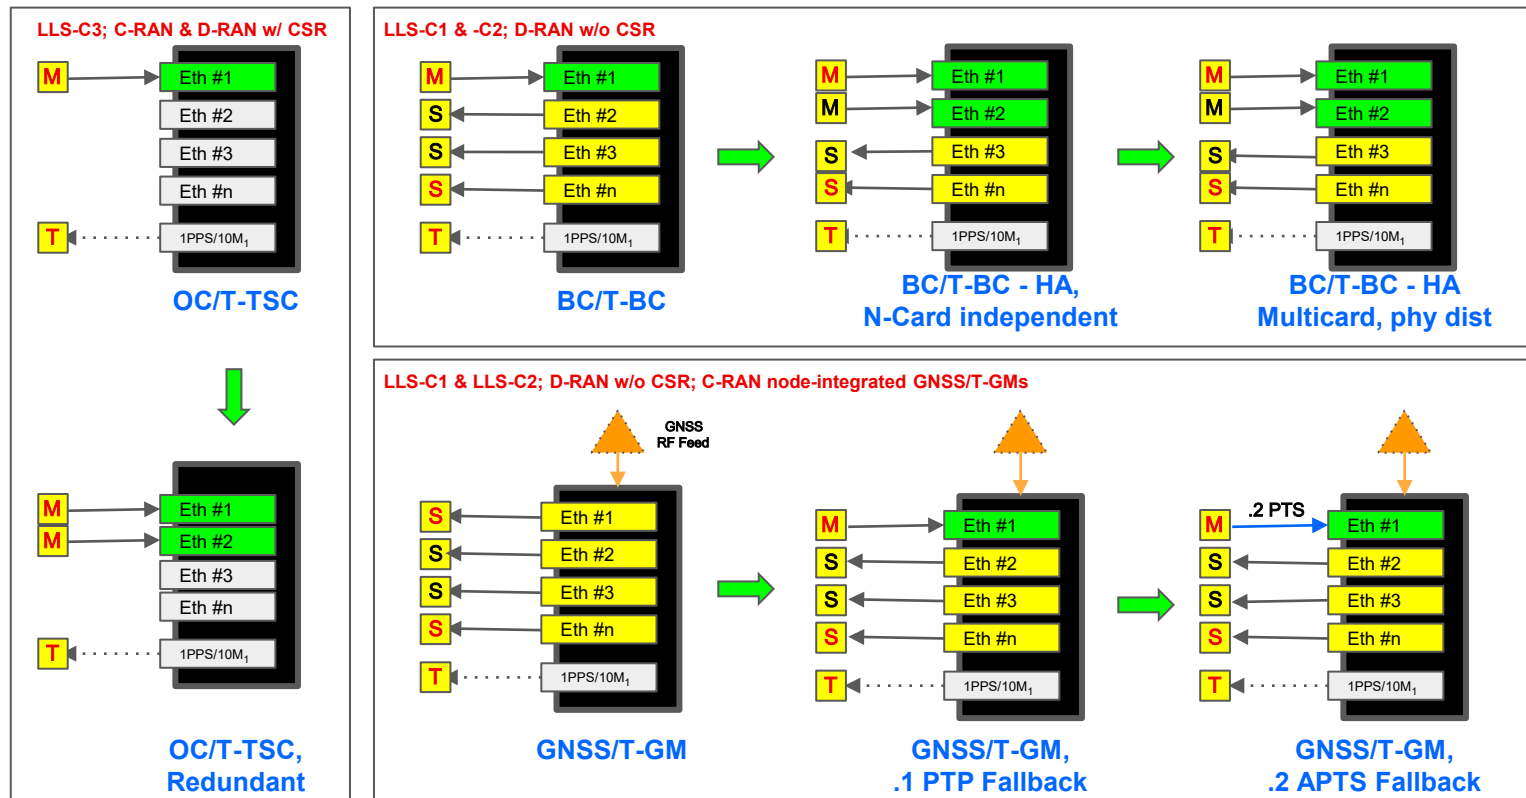 LLS-C3; C-RAN & D-RAN w/ CSR
M
Eth #1
Eth #2
Eth #3
Eth #n
T
1PPS/10M1
OC/T-TSC
M
Eth #1
M
Eth #2
Eth #3
Eth #n
T
1PPS/10M1
OC/T-TSC,
Redundant
LLS-C1 & -C2; D-RAN w/o CSR
M
Eth #1
S
Eth #2
S
Eth #3
S
Eth #n
T
1PPS/10M1
BC/T-BC
M
Eth #1
M
Eth #2
S
Eth #3
S
Eth #n
T
1PPS/10M1
BC/T-BC - HA,
N-Card independent
M
Eth #1
M
Eth #2
S
Eth #3
S
Eth #n
T
1PPS/10M1
BC/T-BC - HA
Multicard, phy dist
LLS-C1 & LLS-C2; D-RAN w/o CSR; C-RAN node-integrated GNSS/T-GMs
GNSS
RF Feed
S
Eth #1
S
Eth #2
S
Eth #3
S
Eth #n
T
1PPS/10M1
GNSS/T-GM
M
Eth #1
S
Eth #2
S
Eth #3
S
Eth #n
T
1PPS/10M1
GNSS/T-GM,
.1 PTP Fallback
.2 PTS
M
Eth #1
S
Eth #2
S
Eth #3
S
Eth #n
T
1PPS/10M1
GNSS/T-GM,
.2 APTS Fallback